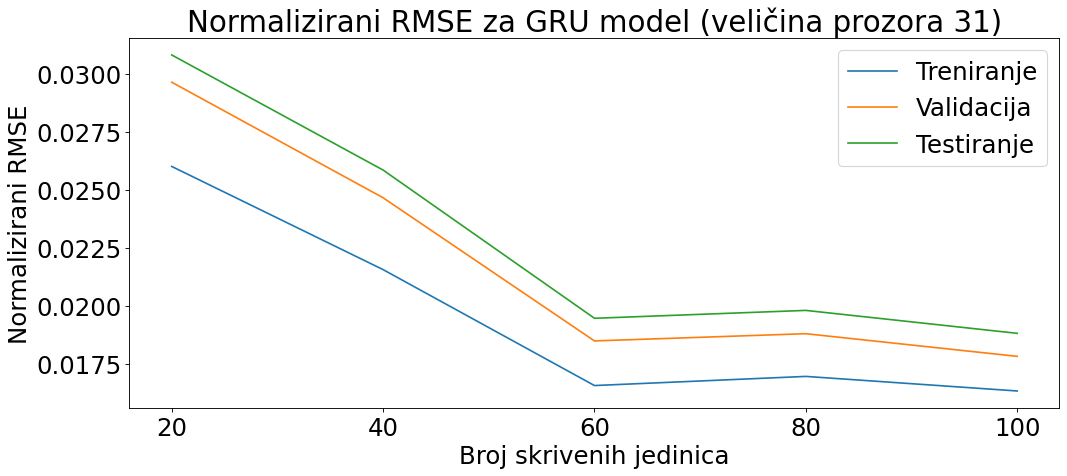 Normalizirani RMSE za GRU model (veličina prozora 31)
Normalizirani RMSE
0.0300
0.0275
0.0250
0.0225
0.0200
0.0175
Treniranje
Validacija
Testiranje
20 40 60 80 100
Broj skrivenih jedinica